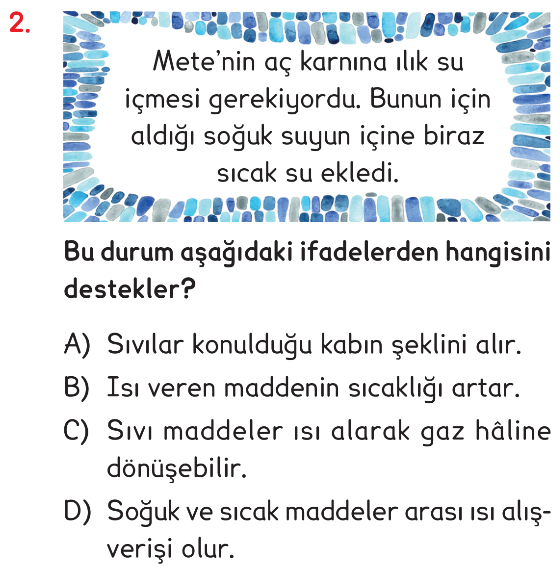 2.
Mete'nin aç karnına ılık su
içmesi gerekiyordu. Bunun için
aldığı soğuk suyun içine biraz
sıcak su ekledi.
Bu durum aşağıdaki ifadelerden hangisini
destekler?
A) Sıvılar konulduğu kabın şeklini alır.
B) Isı veren maddenin sıcaklığı artar.
C) Sıvı maddeler ısı alarak gaz hâline
dönüşebilir.
D) Soğuk ve sıcak maddeler arası ısı alış-
verişi olur.